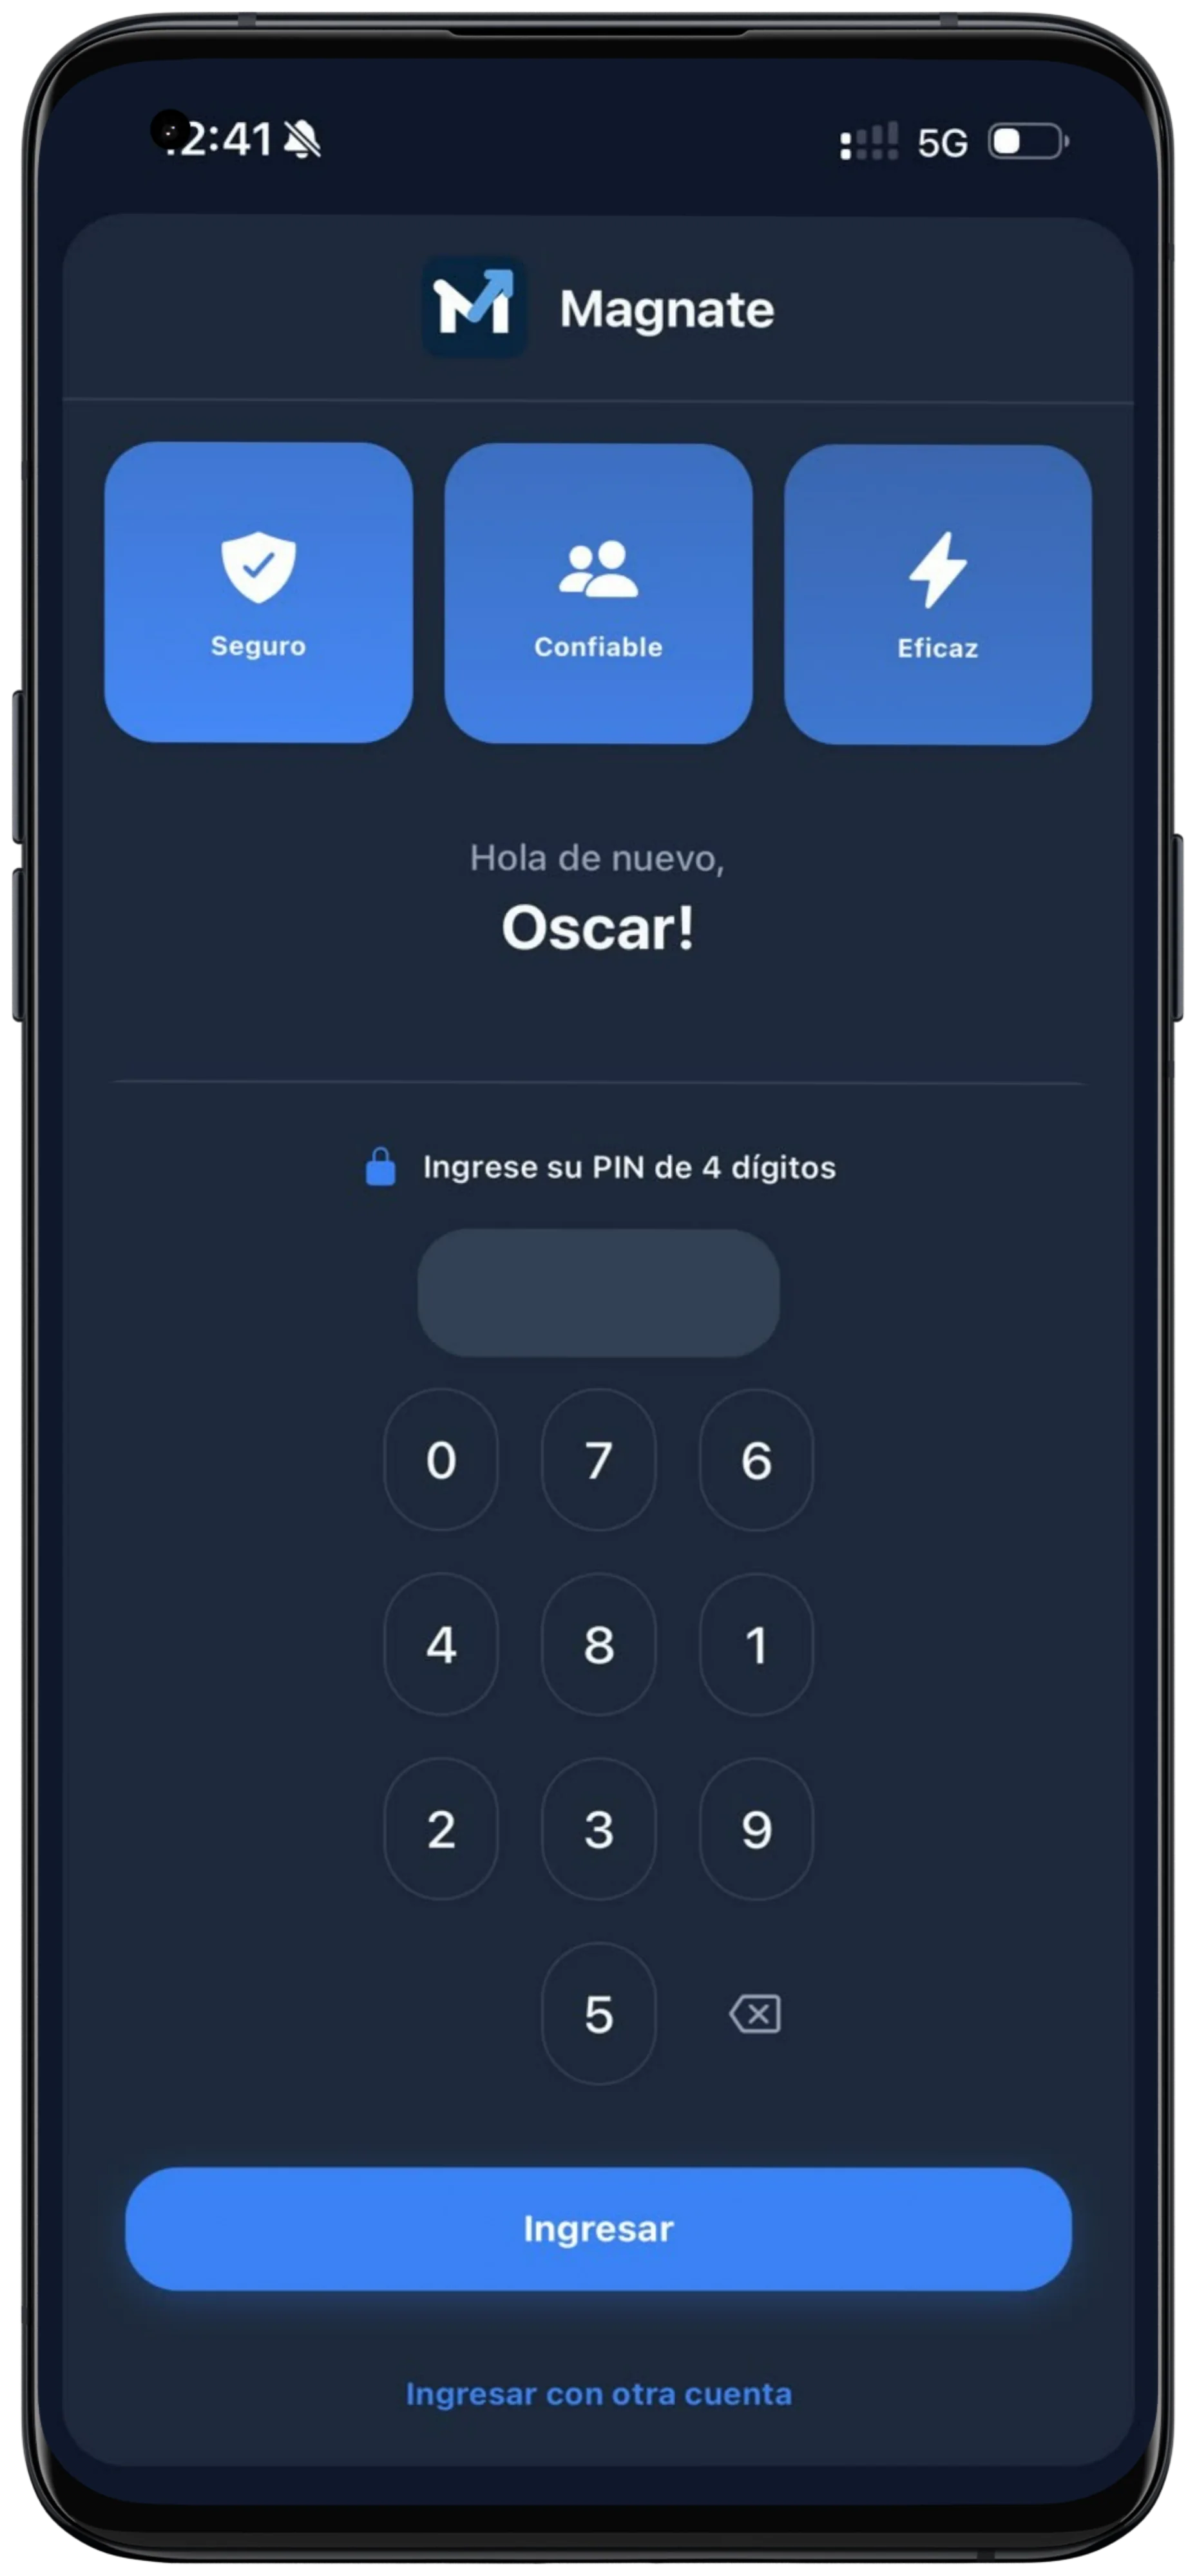 12:41 5G
Magnate
Seguro Confiable Eficaz
Hola de nuevo,
Oscar!
Ingrese su PIN de 4 dígitos
0 7 6
4 8 1
2 3 9
5
Ingresar
Ingresar con otra cuenta